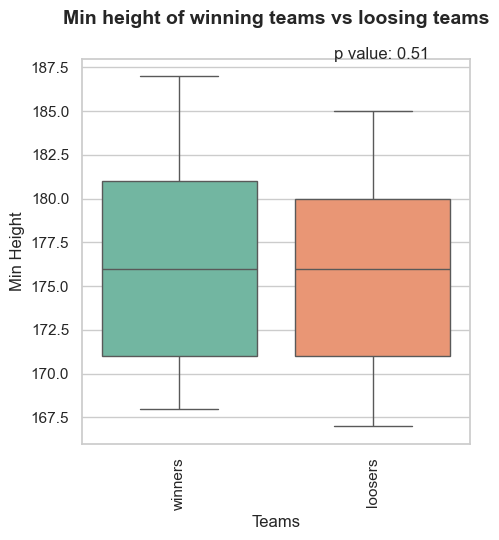 Min height of winning teams vs loosing teams
p value: 0.51
187.5
185.0
182.5
180.0
177.5
175.0
172.5
170.0
167.5
Min Height
winners
loosers
Teams